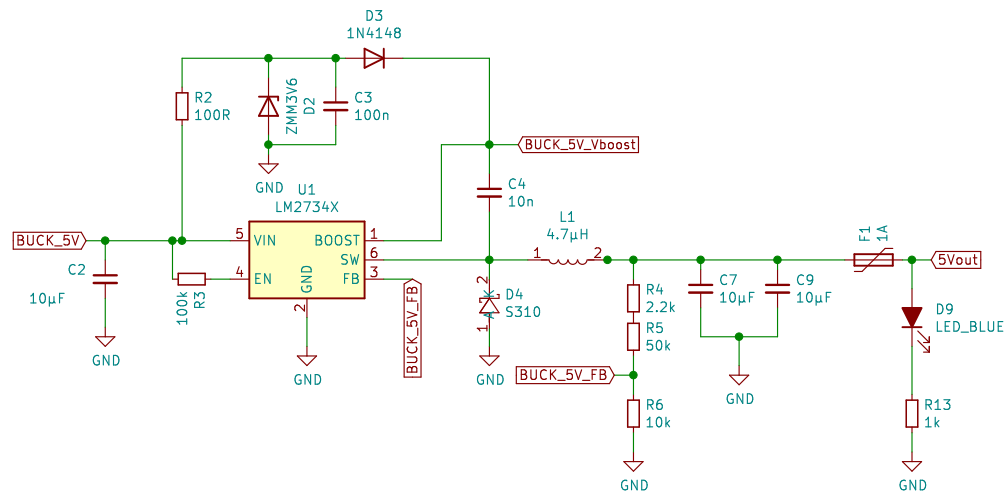 D3
1N4148
R2
100R
ZMM3V6
D2
C3
100n
GND
BUCK_5V_Vboost
C4
10n
U1
LM2734X
BUCK_5V
5
VIN
BOOST
1
SW
6
4
EN
FB
3
GND
2
C2
10μF
100k
R3
GND
GND
BUCK_5V_FB
L1
4.7μH
1
2
2
K
D4
A
S310
1
GND
R4
2.2k
R5
50k
BUCK_5V_FB
R6
10k
GND
C7
10μF
C9
10μF
GND
F1
1A
5Vout
D9
LED_BLUE
R13
1k
GND